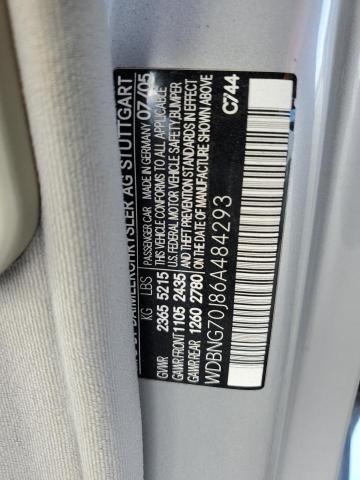 BY DAIMLERCHRYSLER AG STUTTGART
MADE IN GERMANY 07/05
PASSENGER CAR
KG LBS
GVWR 2365 5215
GAWR FRONT 1105 2435
GAWR REAR 1260 2780
THIS VEHICLE CONFORMS TO ALL APPLICABLE
U.S. FEDERAL MOTOR VEHICLE SAFETY BUMPER
AND THEFT PREVENTION STANDARDS IN EFFECT
ON THE DATE OF MANUFACTURE SHOWN ABOVE
WDBNG70J86A484293
C744